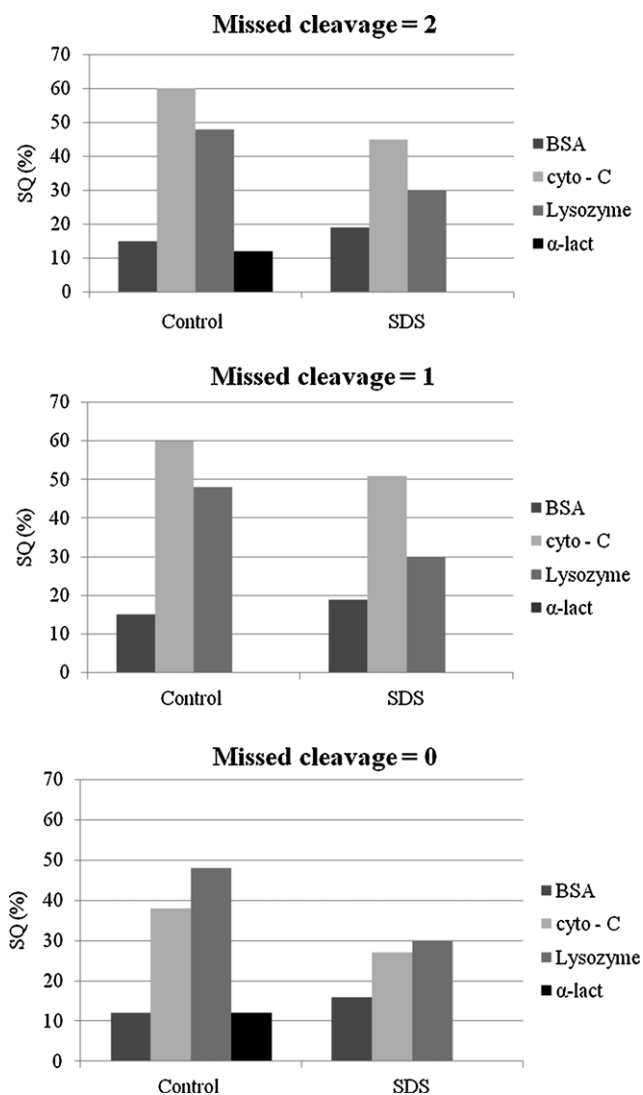 Missed cleavage = 2
70
60
50
40
30
20
10
0
SQ (%)
Control
SDS
BSA
cyto - C
Lysozyme
α-lact
Missed cleavage = 1
70
60
50
40
30
20
10
0
SQ (%)
Control
SDS
BSA
cyto - C
Lysozyme
α-lact
Missed cleavage = 0
70
60
50
40
30
20
10
0
SQ (%)
Control
SDS
BSA
cyto - C
Lysozyme
α-lact